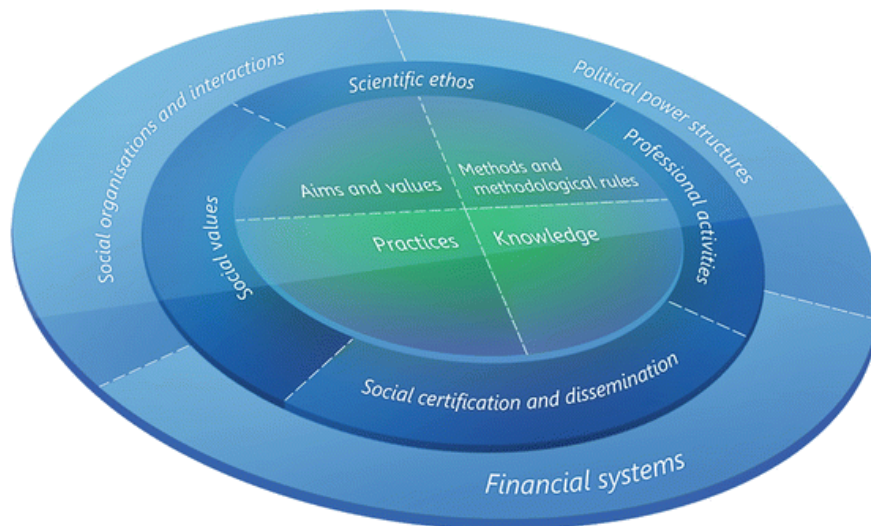 Social organisations and interactions
Political power structures
Scientific ethos
Professional activities
Social values
Aims and values
Methods and
methodological rules
Practices
Knowledge
Social certification and dissemination
Financial systems